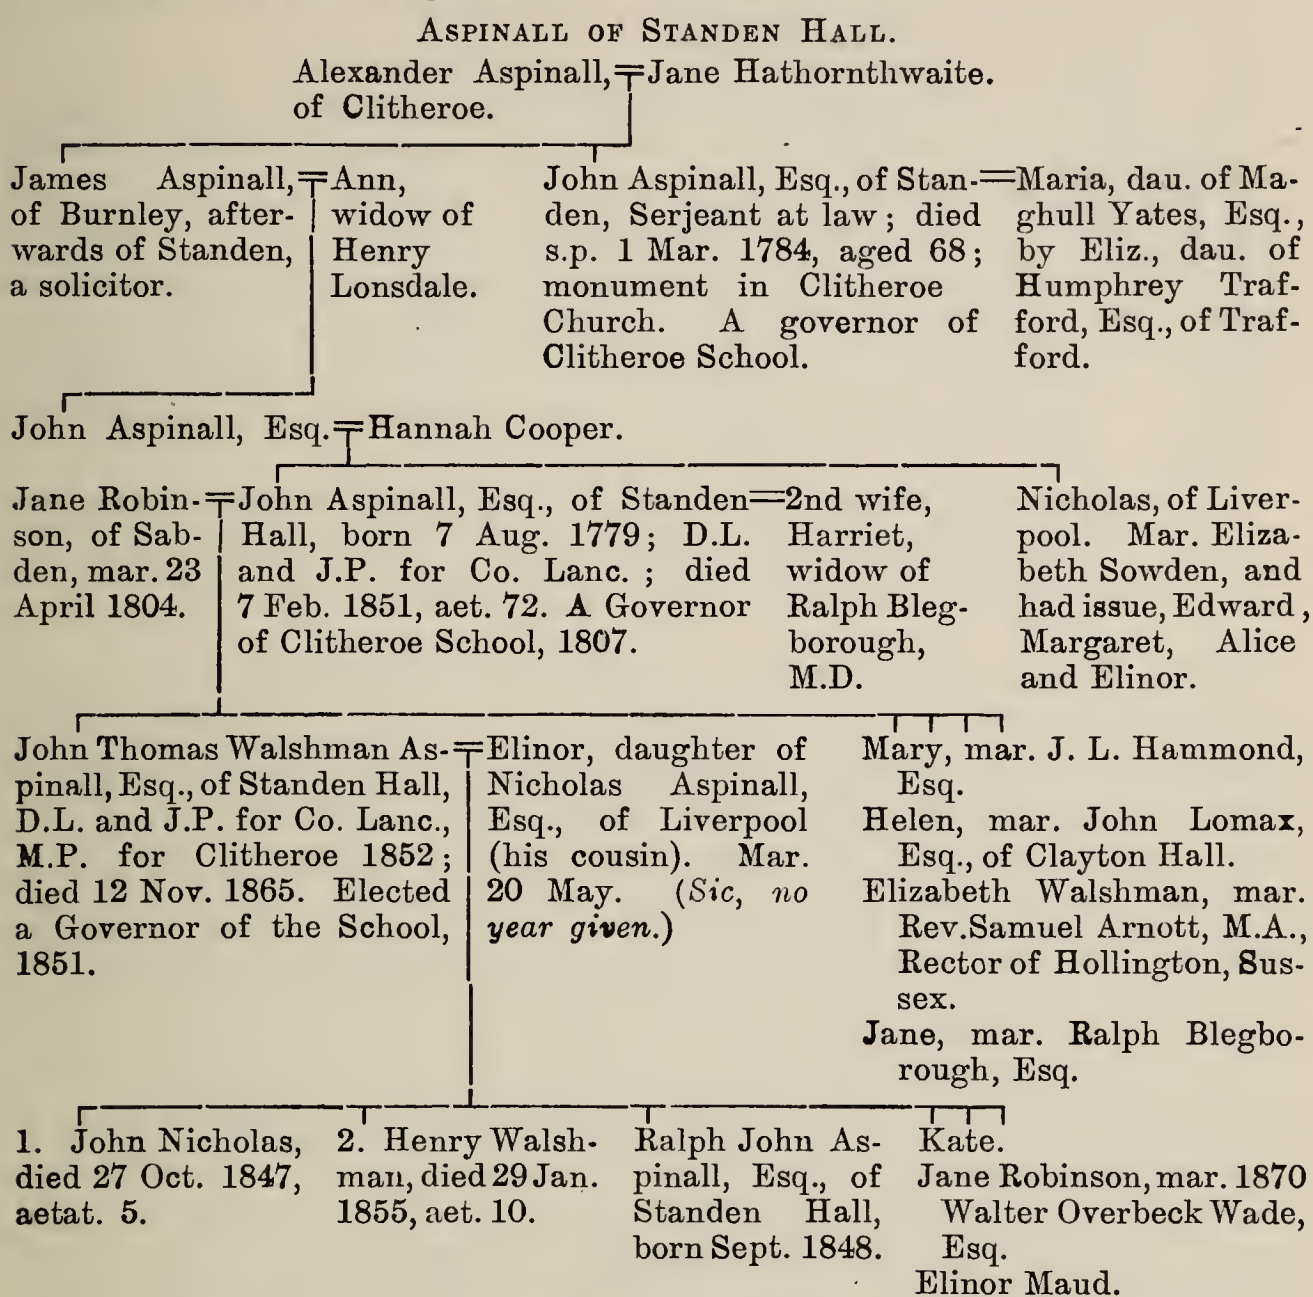 ASPINALL OF STANDEN HALL.
Alexander Aspinall, Jane Hathornthwaite.
of Clitheroe.
James Aspinall,
of Burnley, after-
wards of Standen,
a solicitor.
Ann,
widow of
Henry
Lonsdale.
John Aspinall, Esq., of Stan-
den, Serjeant at law; died
s.p. 1 Mar. 1784, aged 68;
monument in Clitheroe
Church. A governor of
Clitheroe School.
Maria, dau. of Ma-
ghull Yates, Esq.,
by Eliz., dau. of
Humphrey Traf-
ford, Esq., of Traf-
ford.
John Aspinall, Esq. Hannah Cooper.
Jane Robin-
son, of Sab-
den, mar. 23
April 1804.
John Aspinall, Esq., of Standen
Hall, born 7 Aug. 1779; D.L.
and J.P. for Co. Lanc.; died
7 Feb. 1851, aet. 72. A Governor
of Clitheroe School, 1807.
2nd wife,
Harriet,
widow of
Ralph Bleg-
borough,
M.D.
Nicholas, of Liver-
pool. Mar. Eliza-
beth Sowden, and
had issue, Edward,
Margaret, Alice
and Elinor.
John Thomas Walshman As-
pinall, Esq., of Standen Hall,
D.L. and J.P. for Co. Lanc.,
M.P. for Clitheroe 1852;
died 12 Nov. 1865. Elected
a Governor of the School,
1851.
Elinor, daughter of
Nicholas Aspinall,
Esq., of Liverpool
(his cousin). Mar.
20 May. (Sic, no
year given.)
Mary, mar. J. L. Hammond,
Esq.
Helen, mar. John Lomax,
Esq., of Clayton Hall.
Elizabeth Walshman, mar.
Rev. Samuel Arnott, M.A.,
Rector of Hollington, Sus-
sex.
Jane, mar. Ralph Blegbo-
rough, Esq.
1. John Nicholas,
died 27 Oct. 1847,
aetat. 5.
2. Henry Walsh-
man, died 29 Jan.
1855, aet. 10.
Ralph John As-
pinall, Esq., of
Standen Hall,
born Sept. 1848.
Kate.
Jane Robinson, mar. 1870
Walter Overbeck Wade,
Esq.
Elinor Maud.